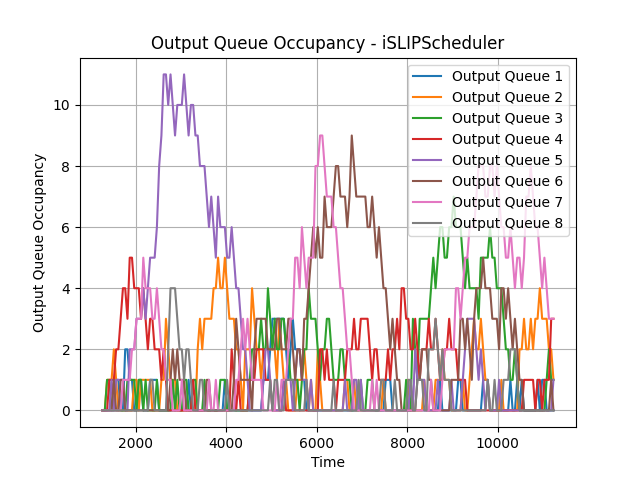 Output Queue Occupancy - iSLIPScheduler
Output Queue 1
Output Queue 2
Output Queue 3
Output Queue 4
Output Queue 5
Output Queue 6
Output Queue 7
Output Queue 8
Output Queue Occupancy
10
8
6
4
2
0
2000 4000 6000 8000 10000
Time